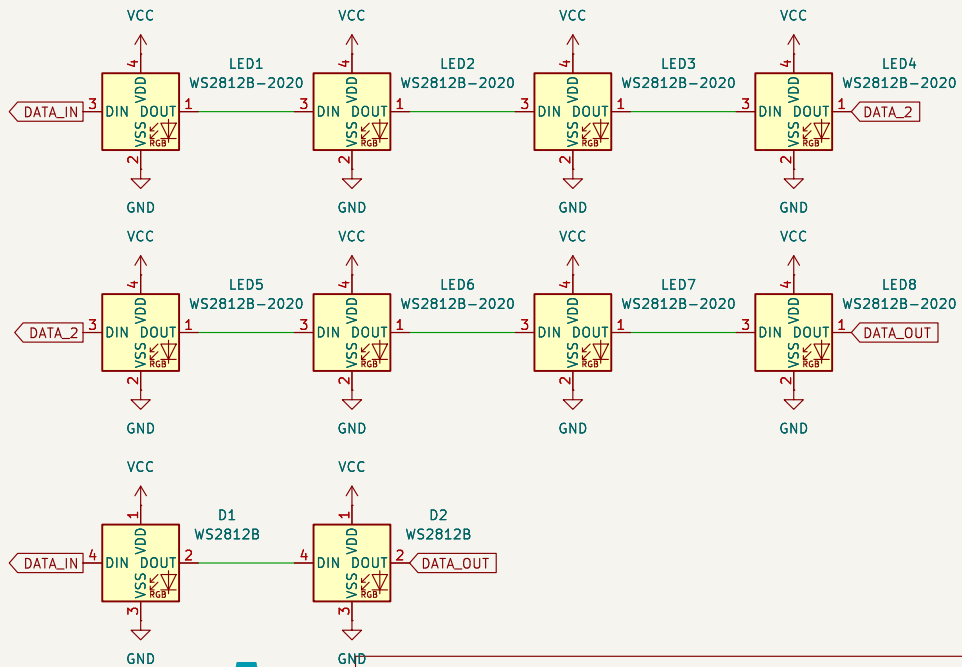 VCC VCC VCC VCC
4 LED1 4 LED2 4 LED3 4 LED4
WS2812B-2020 WS2812B-2020 WS2812B-2020 WS2812B-2020
VDD VDD VDD VDD
DATA_IN 3 DIN DOUT 1 3 DIN DOUT 1 3 DIN DOUT 1 3 DIN DOUT 1 DATA_2
VSS RGB VSS RGB VSS RGB VSS RGB
2 2 2 2
GND GND GND GND
VCC VCC VCC VCC
4 LED5 4 LED6 4 LED7 4 LED8
WS2812B-2020 WS2812B-2020 WS2812B-2020 WS2812B-2020
VDD VDD VDD VDD
DATA_2 3 DIN DOUT 1 3 DIN DOUT 1 3 DIN DOUT 1 3 DIN DOUT 1 DATA_OUT
VSS RGB VSS RGB VSS RGB VSS RGB
2 2 2 2
GND GND GND GND
VCC VCC
1 D1 1 D2
WS2812B WS2812B
VDD VDD
DATA_IN 4 DIN DOUT 2 4 DIN DOUT 2 DATA_OUT
VSS RGB VSS RGB
3 3
GND GND